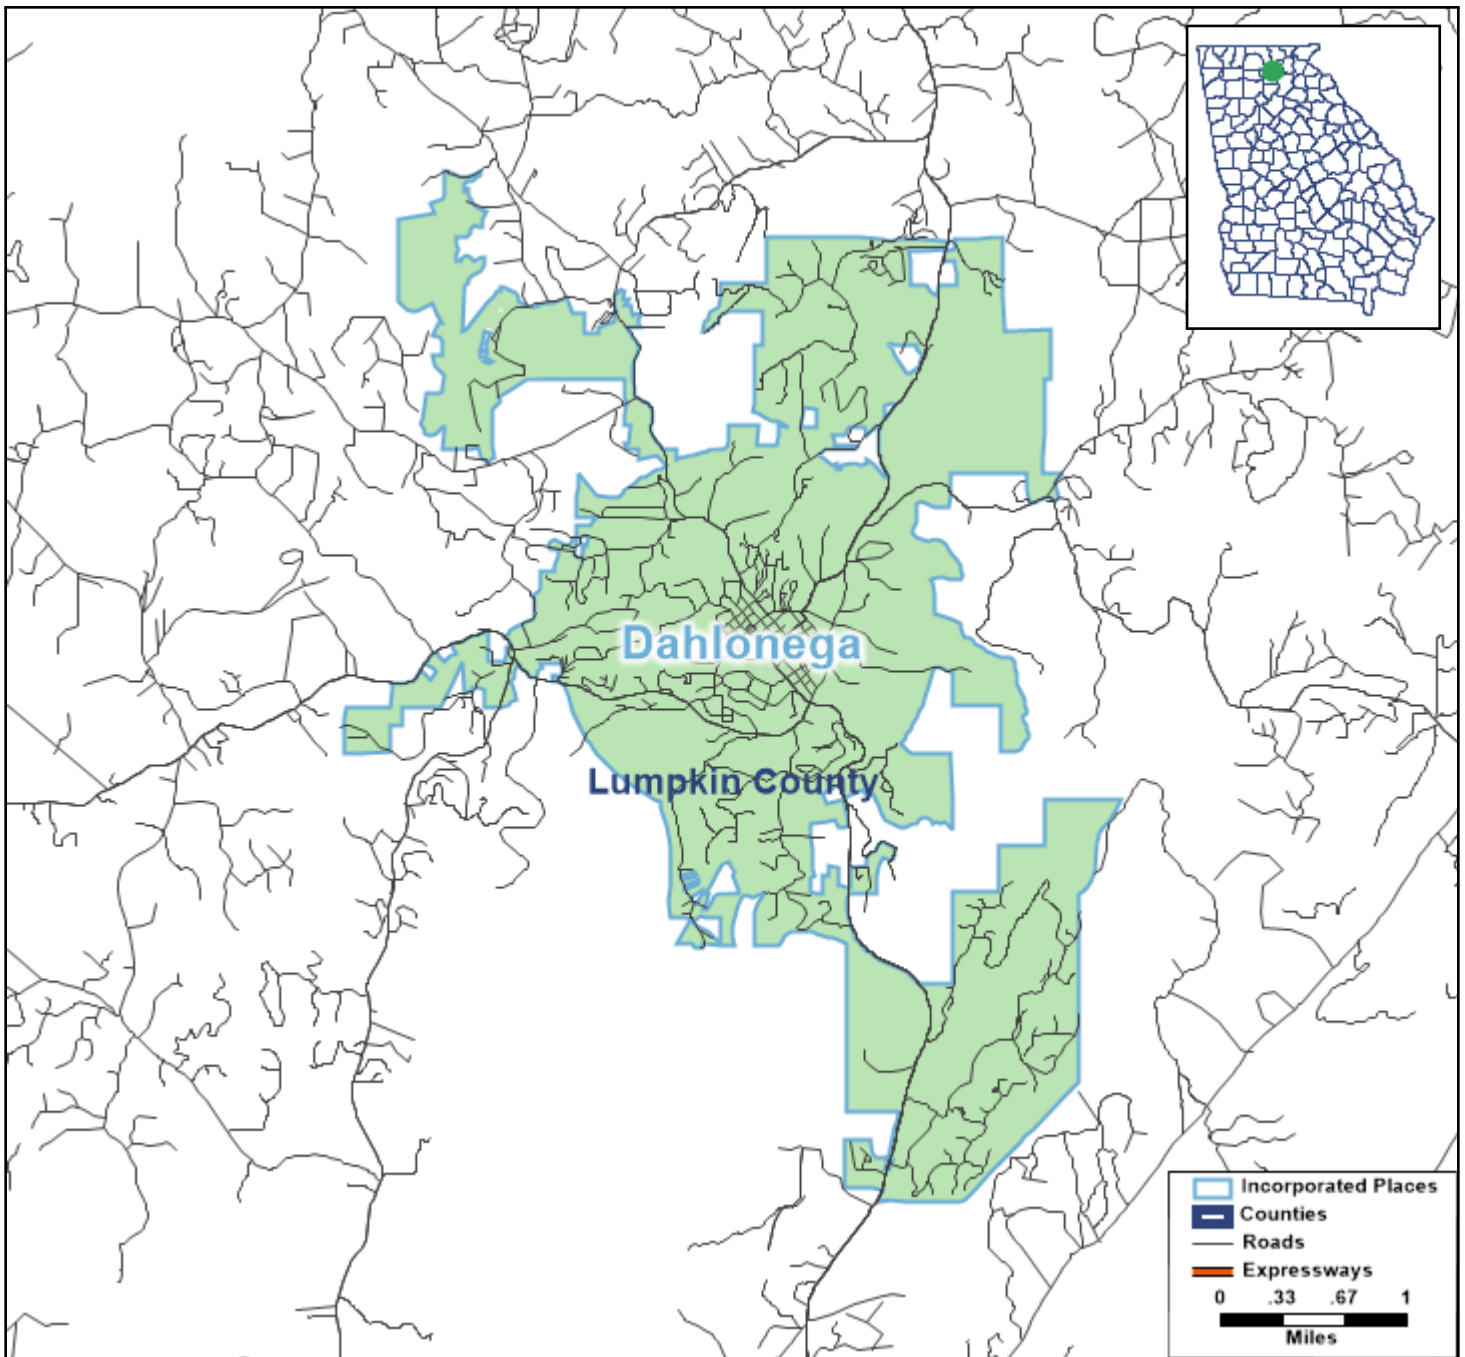 Dahlonega
Lumpkin County
Incorporated Places
Counties
Roads
Expressways
0 .33 .67 1
Miles